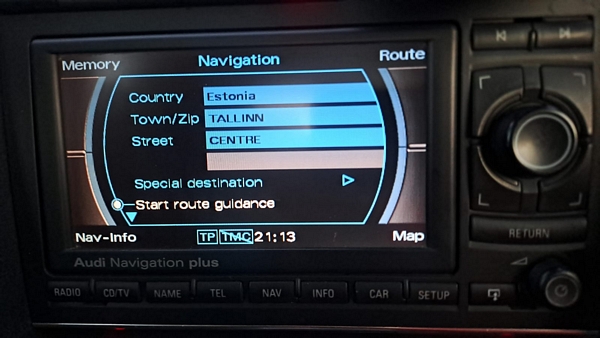 Memory Navigation Route
Country Estonia
Town/Zip TALLINN
Street CENTRE
Special destination
Start route guidance
Nav-Info TP TMC 21:13 Map
Audi Navigation plus
RETURN
RADIO CD/TV NAME TEL NAV INFO CAR SETUP